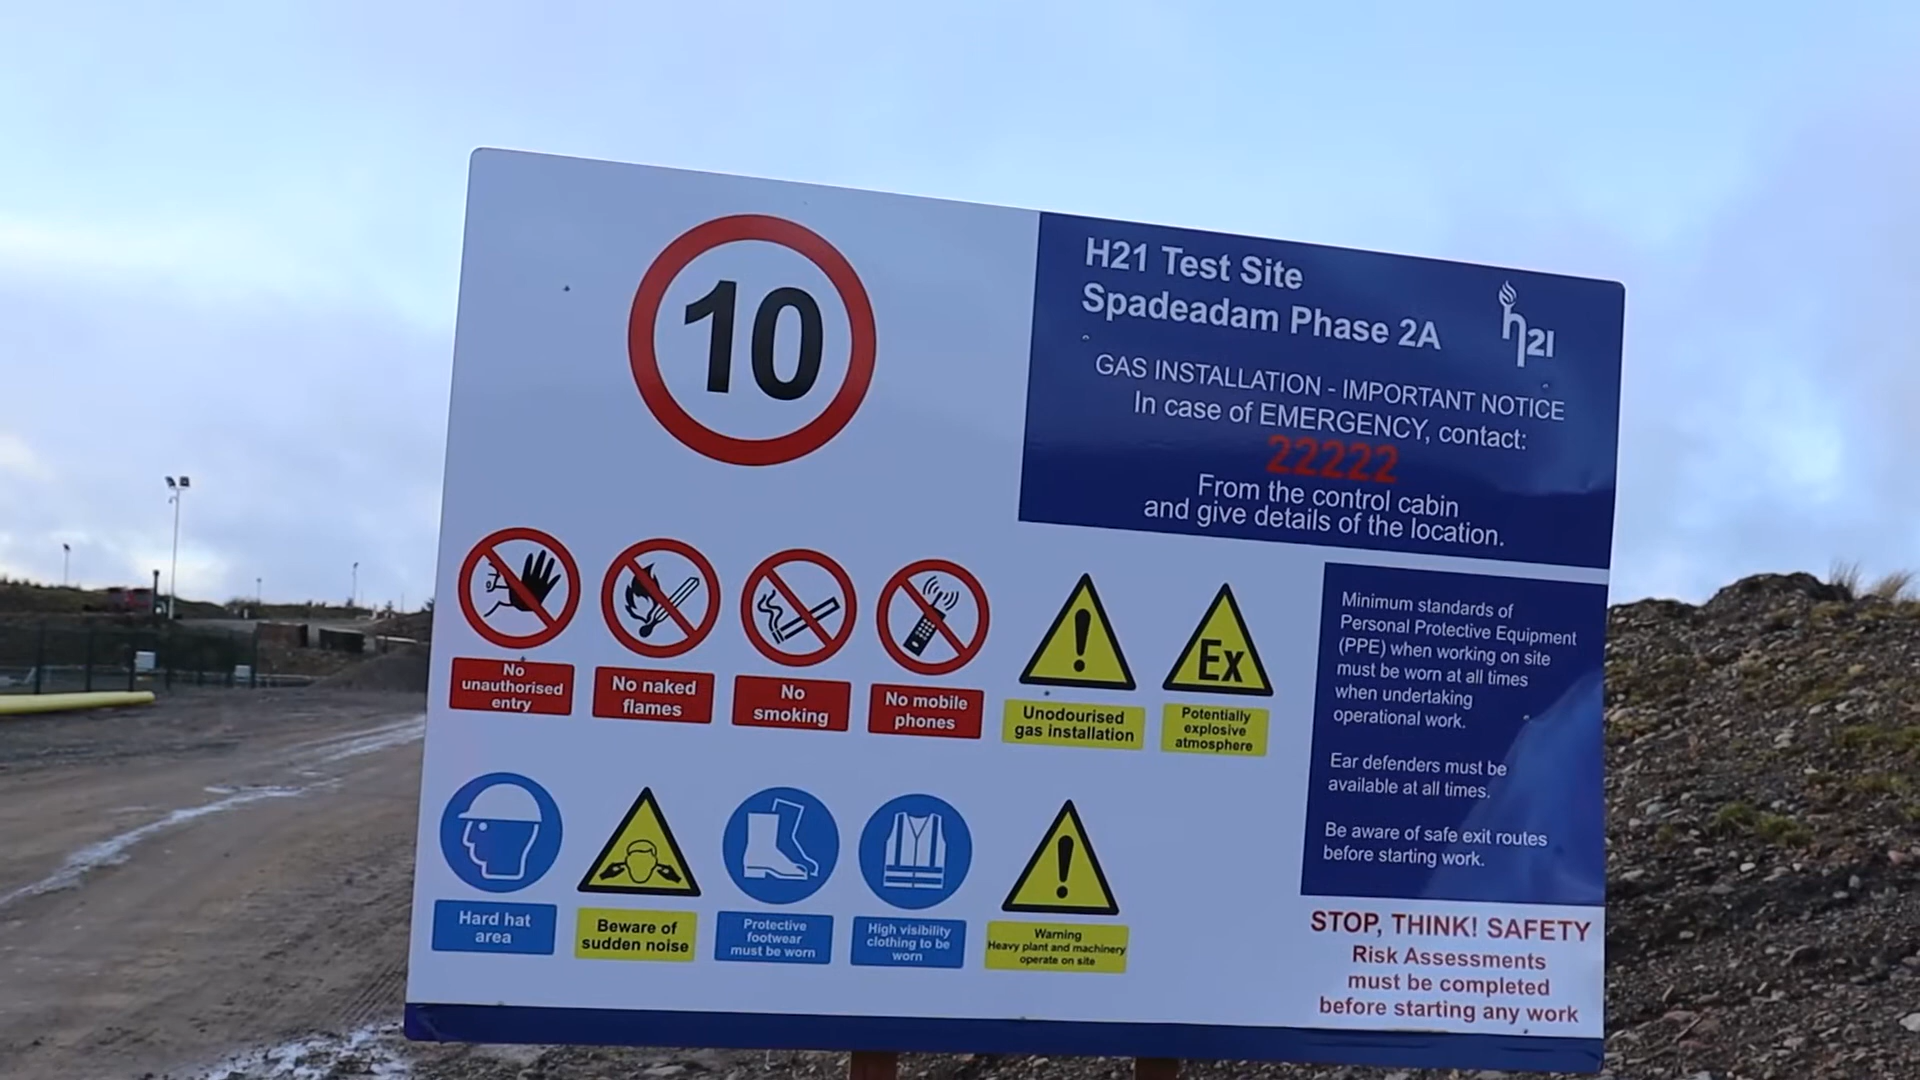 10
H21 Test Site
Spadeadam Phase 2A
h21
GAS INSTALLATION - IMPORTANT NOTICE
In case of EMERGENCY, contact:
22222
From the control cabin
and give details of the location.
No
unauthorised
entry
No naked
flames
No
smoking
No mobile
phones
Unodourised
gas installation
Ex
Potentially
explosive
atmosphere
Minimum standards of
Personal Protective Equipment
(PPE) when working on site
must be worn at all times
when undertaking
operational work.
Ear defenders must be
available at all times.
Be aware of safe exit routes
before starting work.
Hard hat
area
Beware of
sudden noise
Protective
footwear
must be worn
High visibility
clothing to be
worn
Warning
Heavy plant and machinery
operate on site
STOP, THINK! SAFETY
Risk Assessments
must be completed
before starting any work